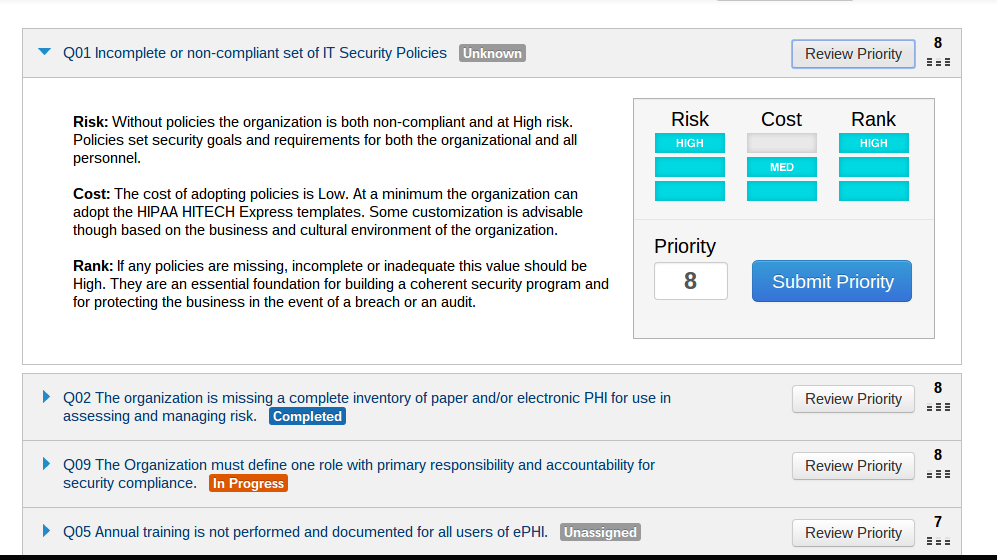 Q01 Incomplete or non-compliant set of IT Security Policies Unknown Review Priority 8
Risk: Without policies the organization is both non-compliant and at High risk.
Policies set security goals and requirements for both the organizational and all
personnel.
Cost: The cost of adopting policies is Low. At a minimum the organization can
adopt the HIPAA HITECH Express templates. Some customization is advisable
though based on the business and cultural environment of the organization.
Rank: If any policies are missing, incomplete or inadequate this value should be
High. They are an essential foundation for building a coherent security program and
for protecting the business in the event of a breach or an audit.
Risk Cost Rank
HIGH HIGH
MED
Priority
8 Submit Priority
Q02 The organization is missing a complete inventory of paper and/or electronic PHI for use in
assessing and managing risk. Completed
Review Priority 8
Q09 The Organization must define one role with primary responsibility and accountability for
security compliance. In Progress
Review Priority 8
Q05 Annual training is not performed and documented for all users of ePHI. Unassigned Review Priority 7